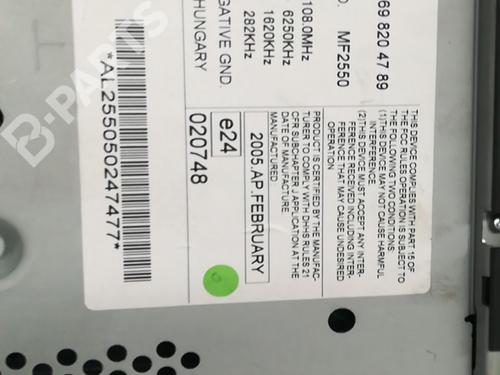 69 820 47 89
O. MF2550
108.0MHz
6250KHz
1620KHz
282KHz
GATIVE GND.
HUNGARY
THIS DEVICE COMPLIES WITH PART 15 OF
THE FCC RULES OPERATION IS SUBJECT
TO THE FOLLOWING TWO CONDITIONS
(1)THIS DEVICE MAY NOT CAUSE HARMFUL
INTERFERENCE
(2)THIS DEVICE MUST ACCEPT ANY INTER-
FERENCH RECEIVED INCLUDING INTER-
FERENCE THAT MAY CAUSE UNDESIRED
OPERATION
PRODUCT IS CERTIFIED BY THE MANUFAC-
TURER TO COMPLY WITH DHHS RULES 21
CFR SUBCHAPTER J APPLICATION AT THE
DATE OF MANUFACTURE
MANUFACTURED:
2005.AP.FEBRUARY
e24
020748
*AL2550502474​77*
B-PARTS